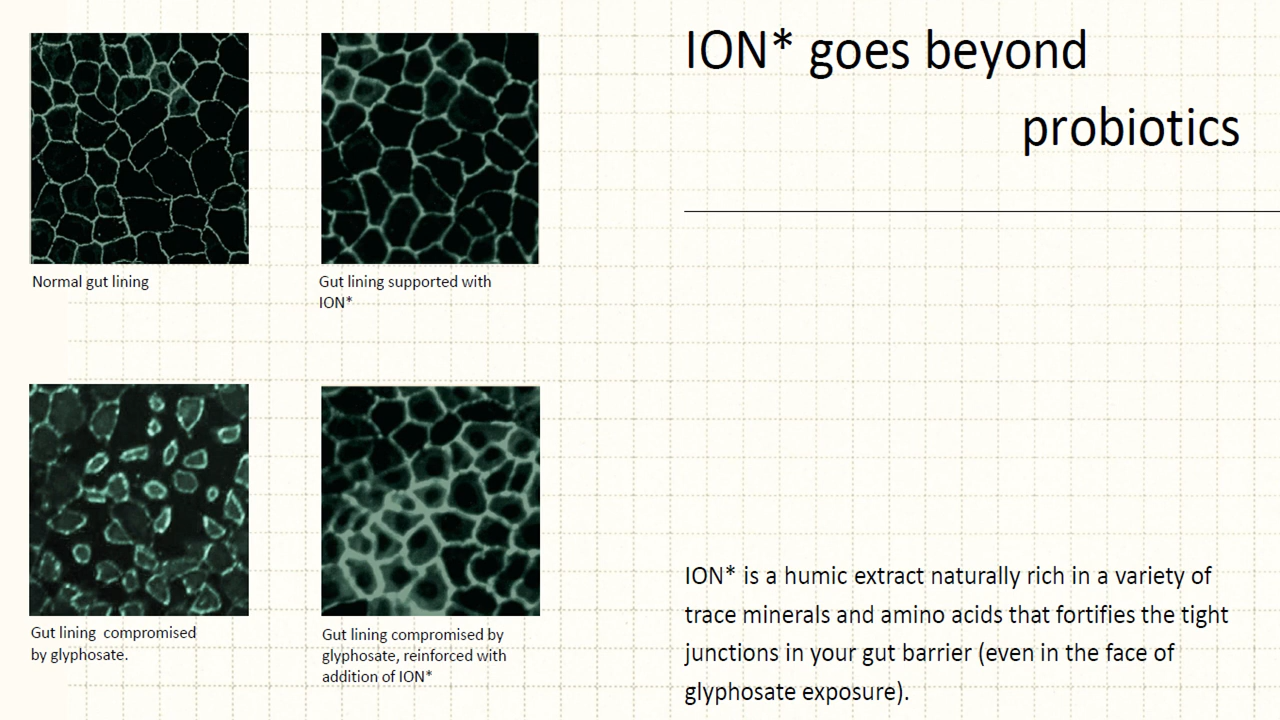 ION* goes beyond
probiotics
Normal gut lining
Gut lining supported with
ION*
Gut lining  compromised
by glyphosate.
Gut lining compromised by
glyphosate, reinforced with
addition of ION*
ION* is a humic extract naturally rich in a variety of
trace minerals and amino acids that fortifies the tight
junctions in your gut barrier (even in the face of
glyphosate exposure).